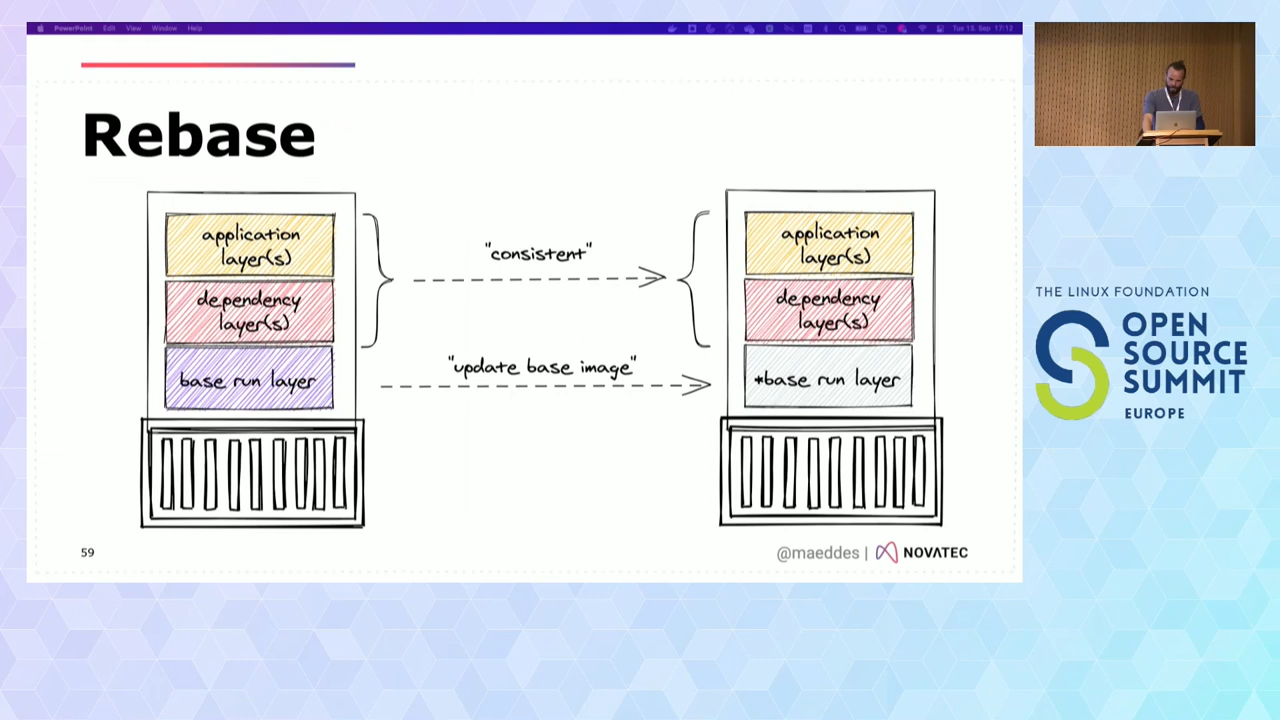 PowerPoint Edit View Window Help
Tue 13. Sep 17:13
Rebase
application
layer(s)
dependency
layer(s)
base run layer
"consistent"
"update base image"
application
layer(s)
dependency
layer(s)
*base run layer
59
@maeddes |
NOVATEC
THE LINUX FOUNDATION
OPEN
SOURCE
SUMMIT
EUROPE